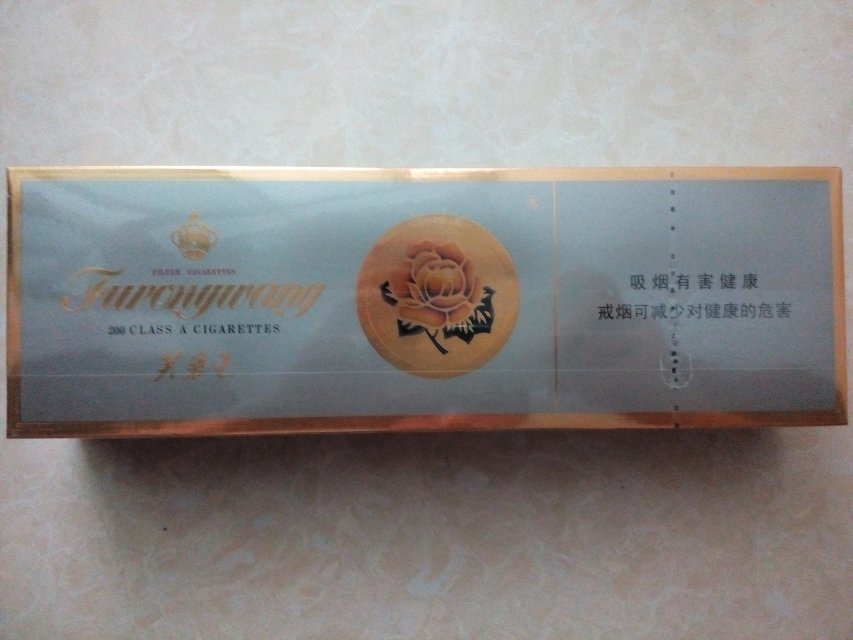 FILTER CIGARETTES
Furongwang
200 CLASS A CIGARETTES
芙蓉王
®
吸烟有害健康
戒烟可减少对健康的危害